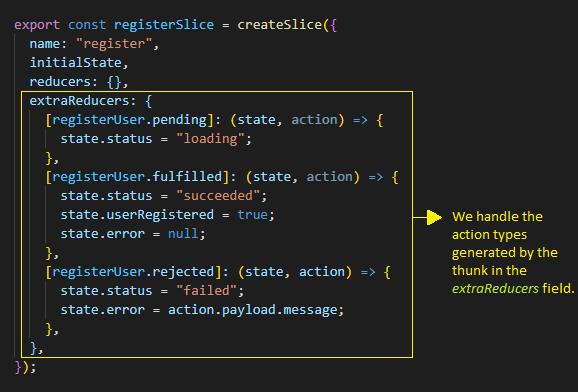 export const registerSlice = createSlice({
  name: "register",
  initialState,
  reducers: {},
  extraReducers: {
    [registerUser.pending]: (state, action) => {
      state.status = "loading";
    },
    [registerUser.fulfilled]: (state, action) => {
      state.status = "succeeded";
      state.userRegistered = true;
      state.error = null;
    },
    [registerUser.rejected]: (state, action) => {
      state.status = "failed";
      state.error = action.payload.message;
    },
  },
});
We handle the
action types
generated by the
thunk in the
extraReducers field.